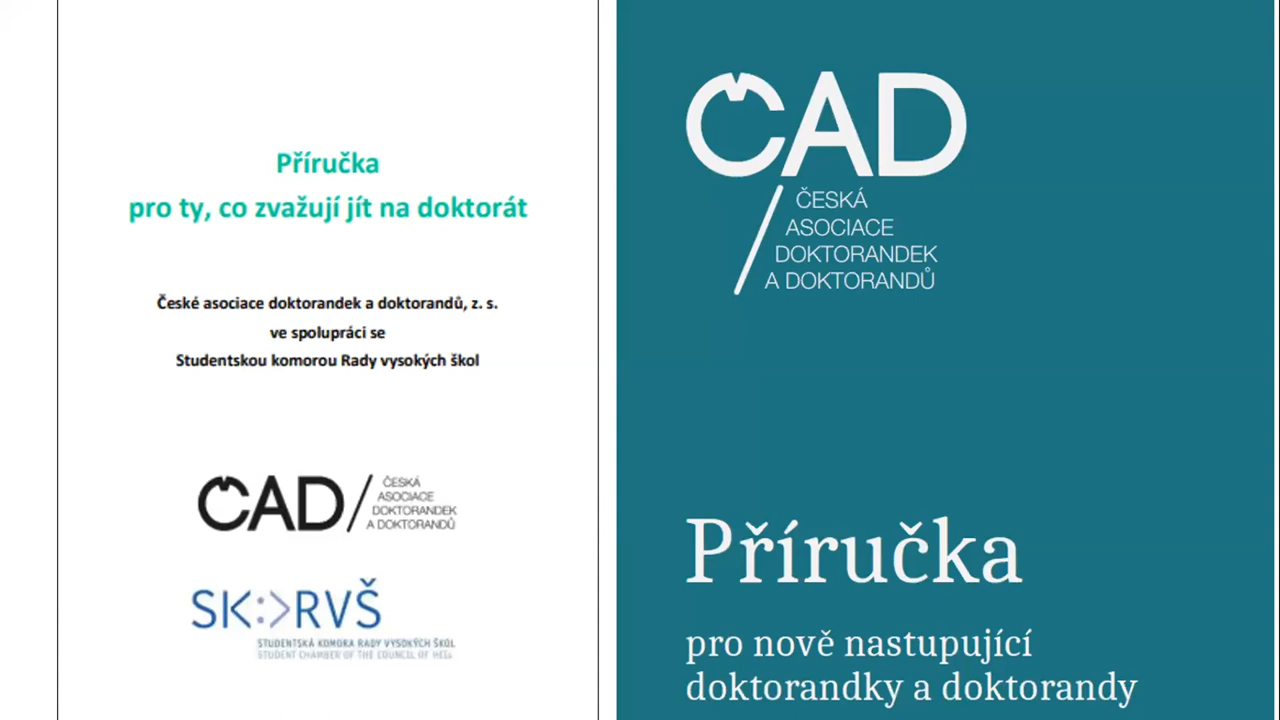 Příručka
pro ty, co zvažují jít na doktorát
České asociace doktorandek a doktorandů, z. s.
ve spolupráci se
Studentskou komorou Rady vysokých škol
ČAD
ČESKÁ
ASOCIACE
DOKTORANDEK
A DOKTORANDŮ
SK:>RVŠ
STUDENTSKÁ KOMORA RADY VYSOKÝCH ŠKOL
STUDENT CHAMBER OF THE COUNCIL OF HEIs
ČAD
ČESKÁ
ASOCIACE
DOKTORANDEK
A DOKTORANDŮ
Příručka
pro nově nastupující
doktorandky a doktorandy